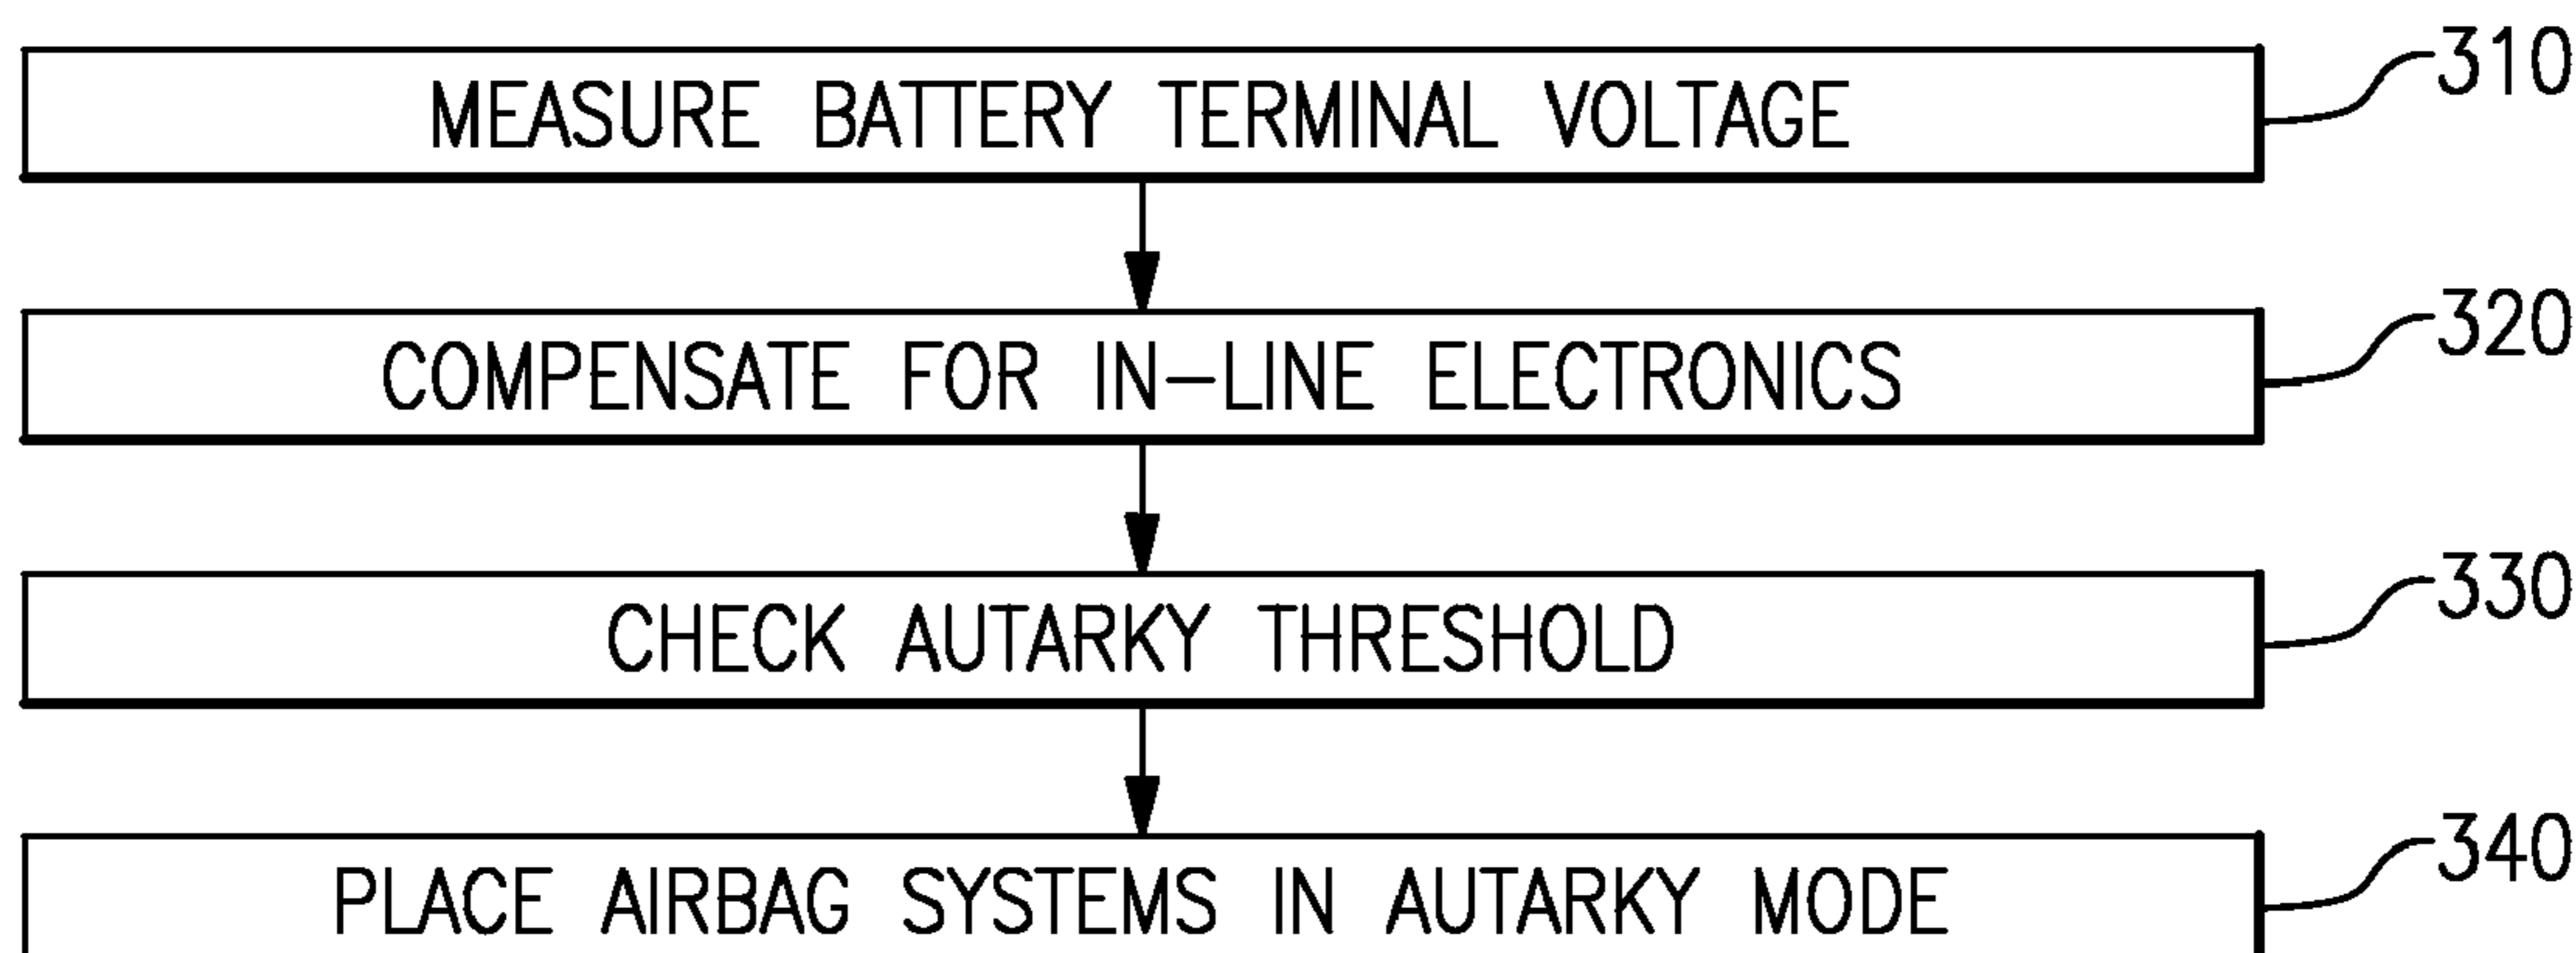 MEASURE BATTERY TERMINAL VOLTAGE 310
COMPENSATE FOR IN-LINE ELECTRONICS 320
CHECK AUTARKY THRESHOLD 330
PLACE AIRBAG SYSTEMS IN AUTARKY MODE 340